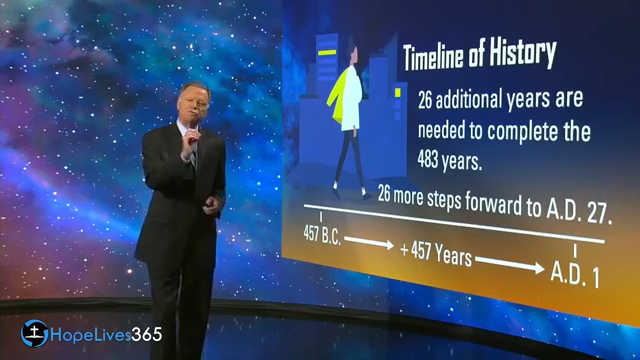 Timeline of History
26 additional years are
needed to complete the
483 years.
26 more steps forward to A.D. 27.
457 B.C.
+ 457 Years
A.D. 1
HopeLives365